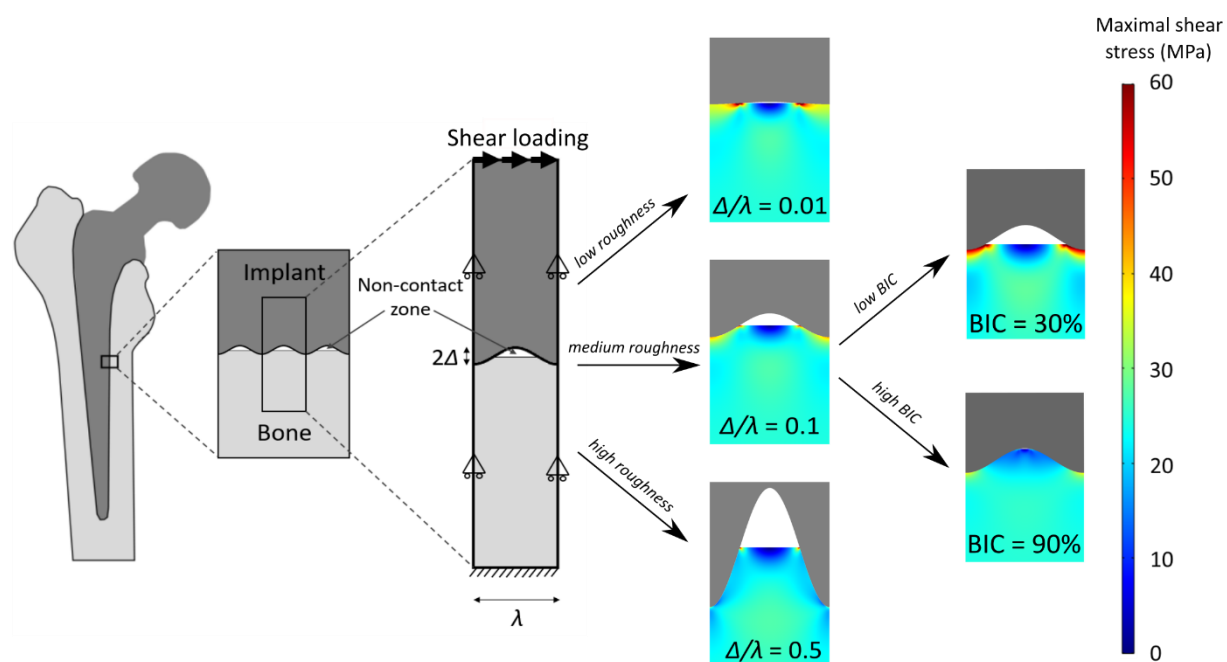 Maximal shear
stress (MPa)
60
50
40
30
20
10
0
Shear loading
Implant
Non-contact
zone
Bone
2Δ
λ
low roughness
medium roughness
high roughness
Δ/λ = 0.01
Δ/λ = 0.1
Δ/λ = 0.5
low BIC
high BIC
BIC = 30%
BIC = 90%